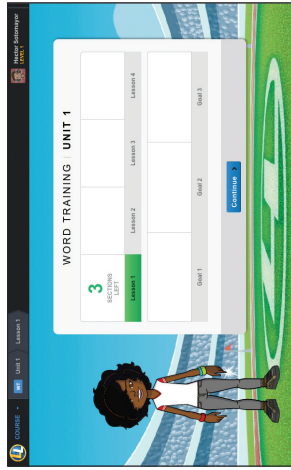 COURSE
WT
Unit 1
Lesson 1
Hector Sotomayor
LEVEL 1
WORD TRAINING | UNIT 1
3
SECTIONS
LEFT
Lesson 1
Lesson 2
Lesson 3
Lesson 4
Goal 1
Goal 2
Goal 3
Continue >